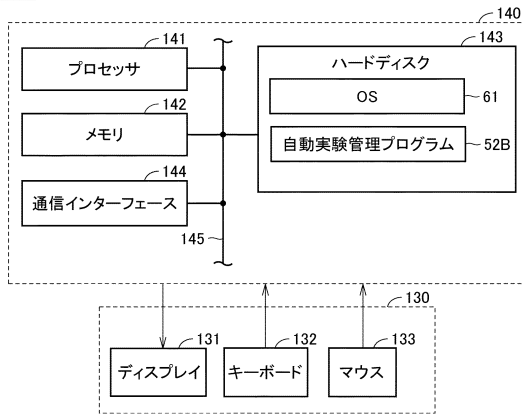 140
141
プロセッサ
143
ハードディスク
OS
61
142
メモリ
自動実験管理プログラム
52B
144
通信インターフェース
145
130
131
ディスプレイ
132
キーボード
133
マウス